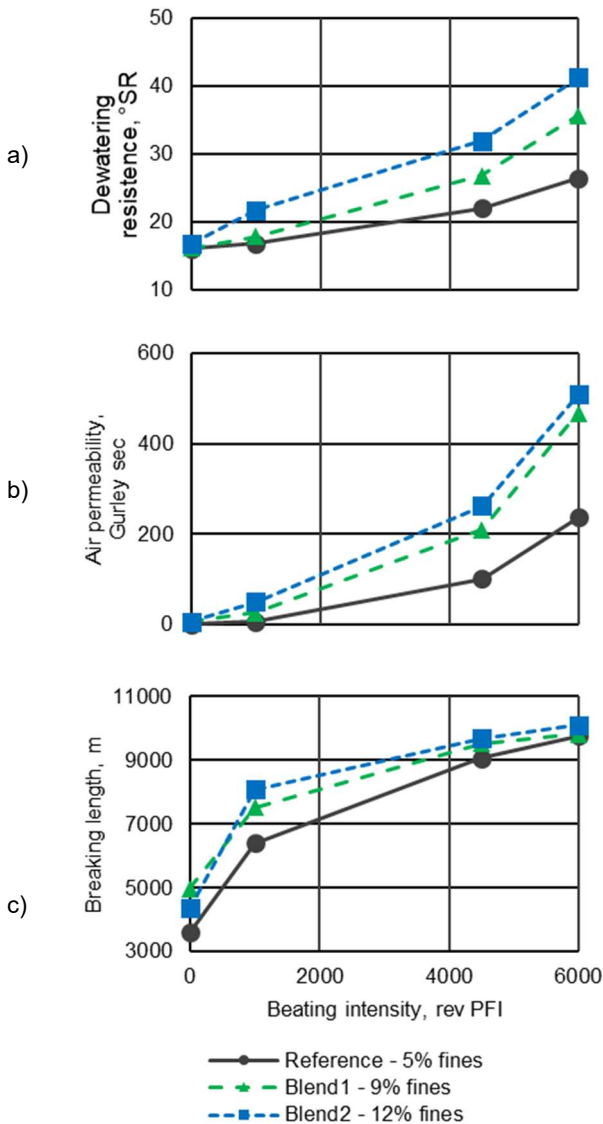 a)
Dewatering
resistence, °SR
50
40
30
20
10
b)
Air permeability,
Gurley sec
600
400
200
0
c)
Breaking length, m
11000
9000
7000
5000
3000
0 2000 4000 6000
Beating intensity, rev PFI
Reference - 5% fines
Blend1 - 9% fines
Blend2 - 12% fines